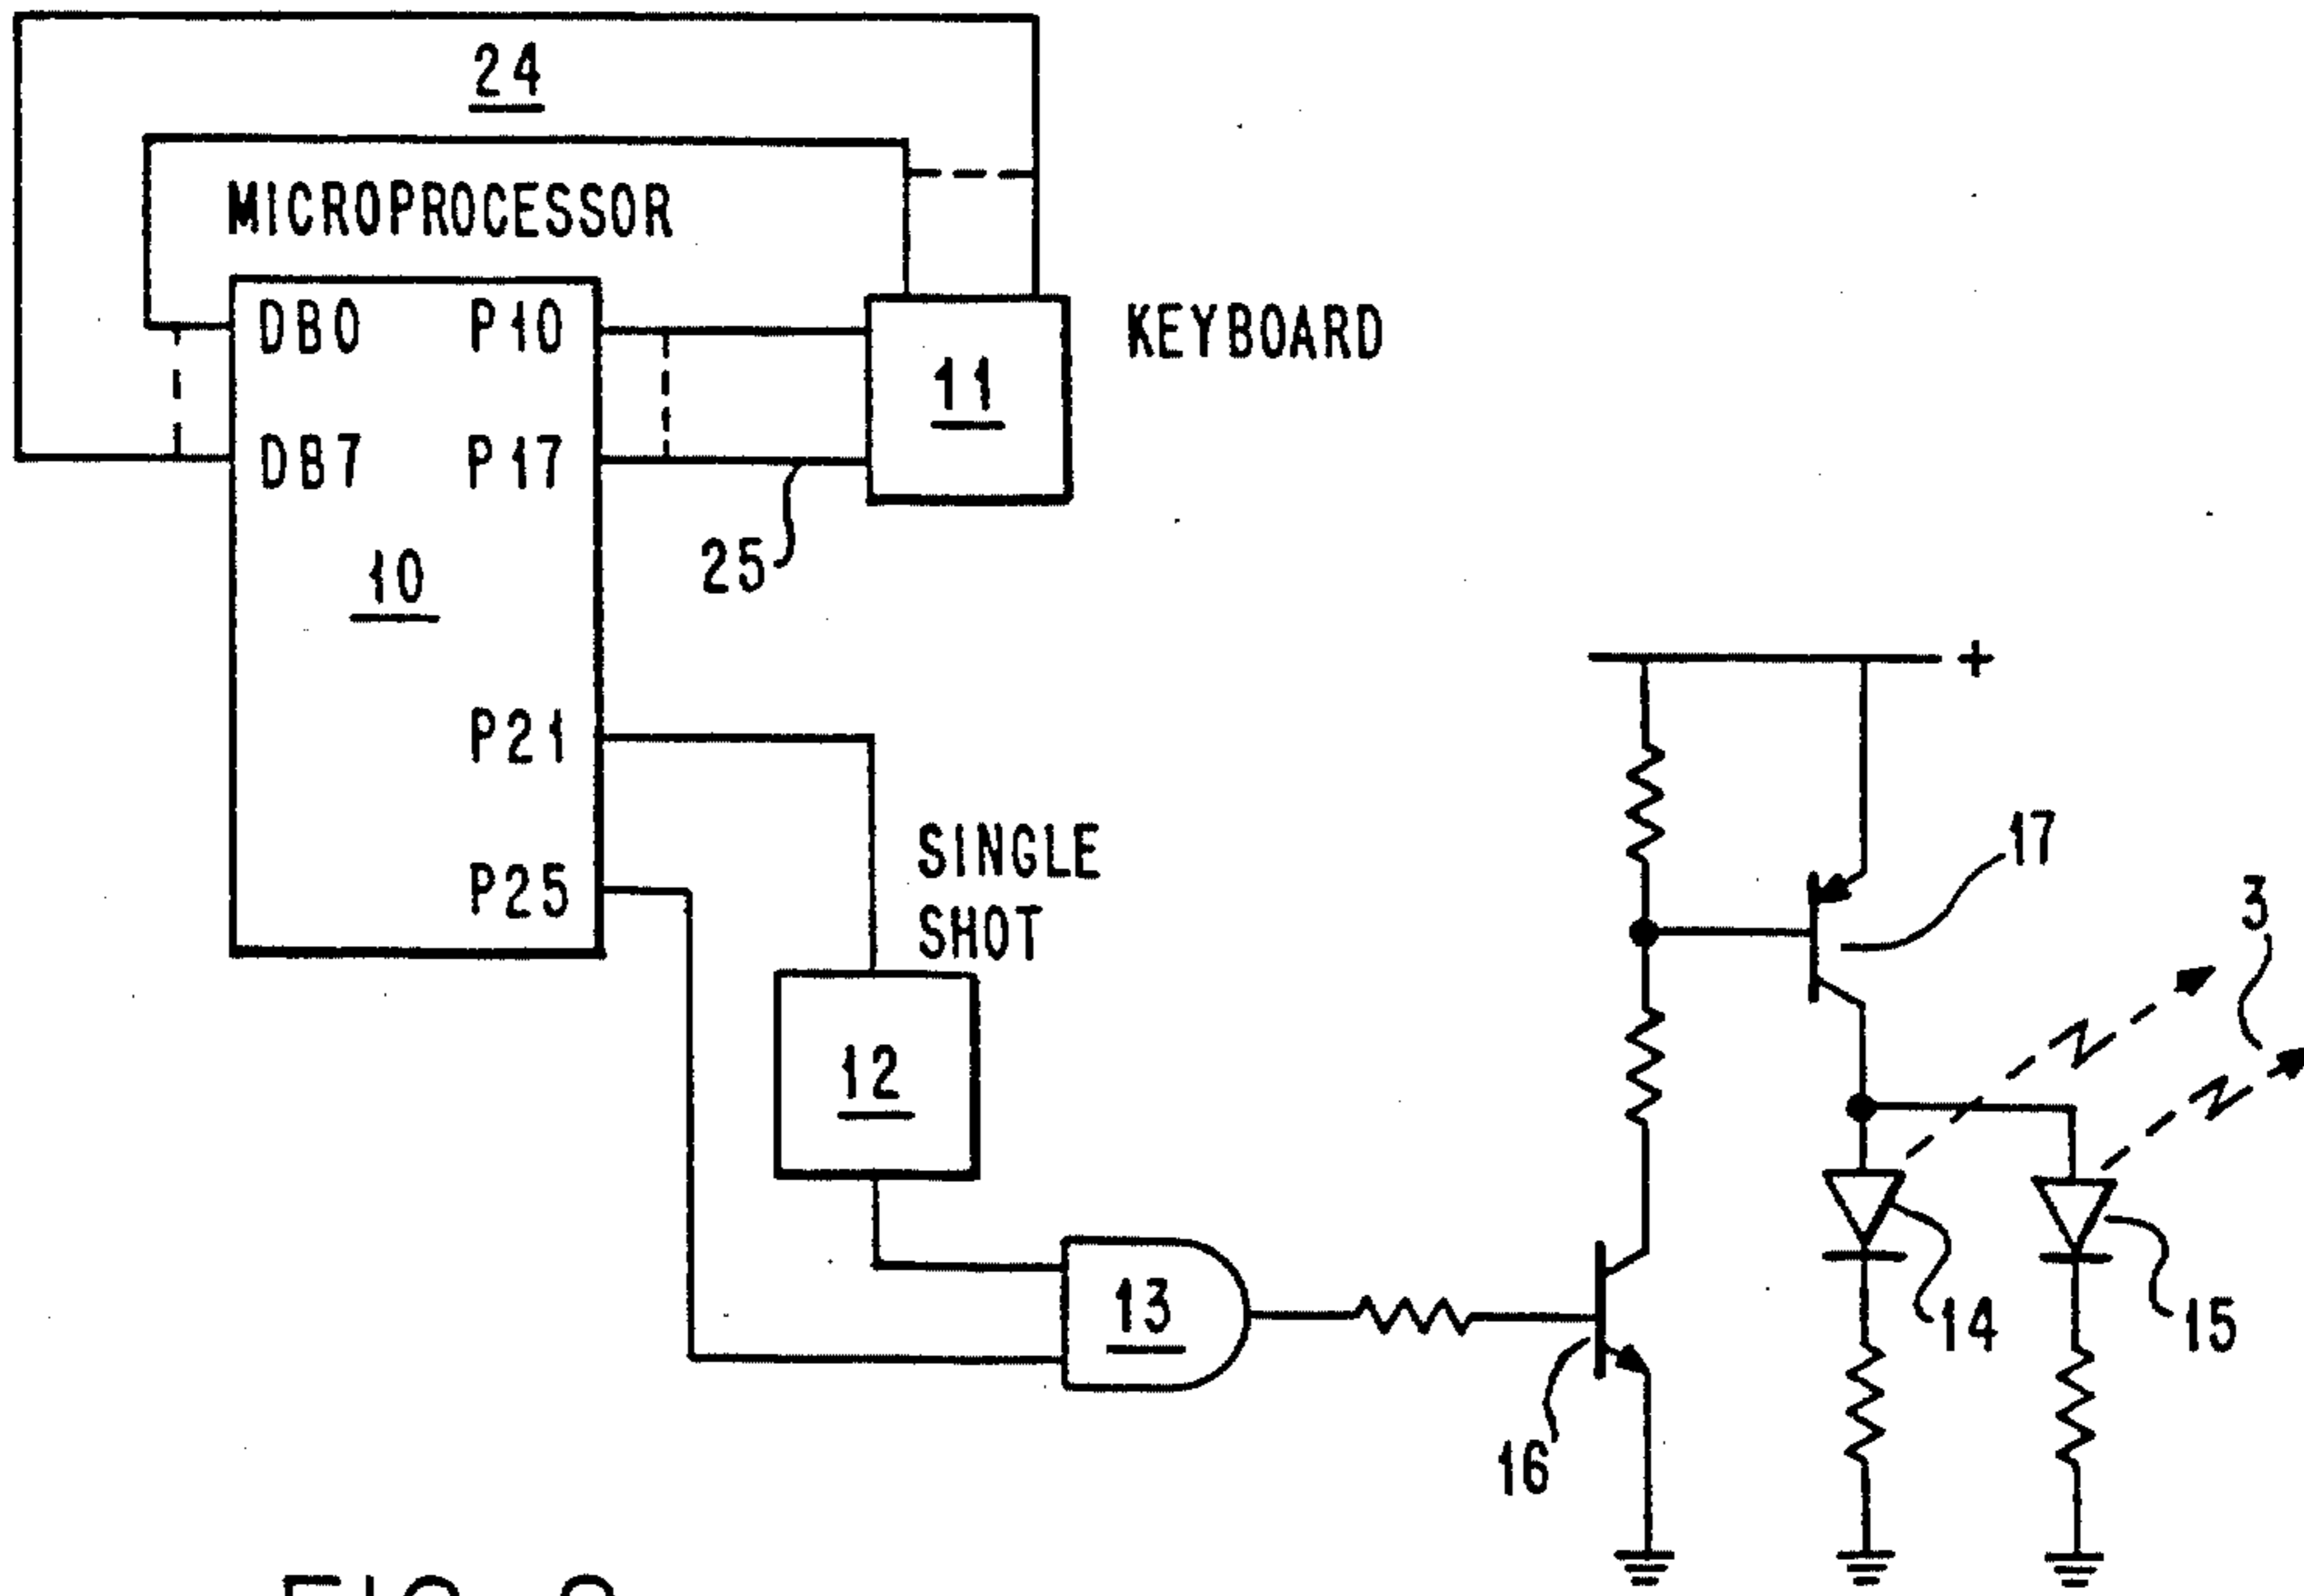 24
MICROPROCESSOR
DB0 P10
KEYBOARD
11
DB7 P17
25
10
+
P21
17
SINGLE
SHOT
P25
3
12
13
14
15
16